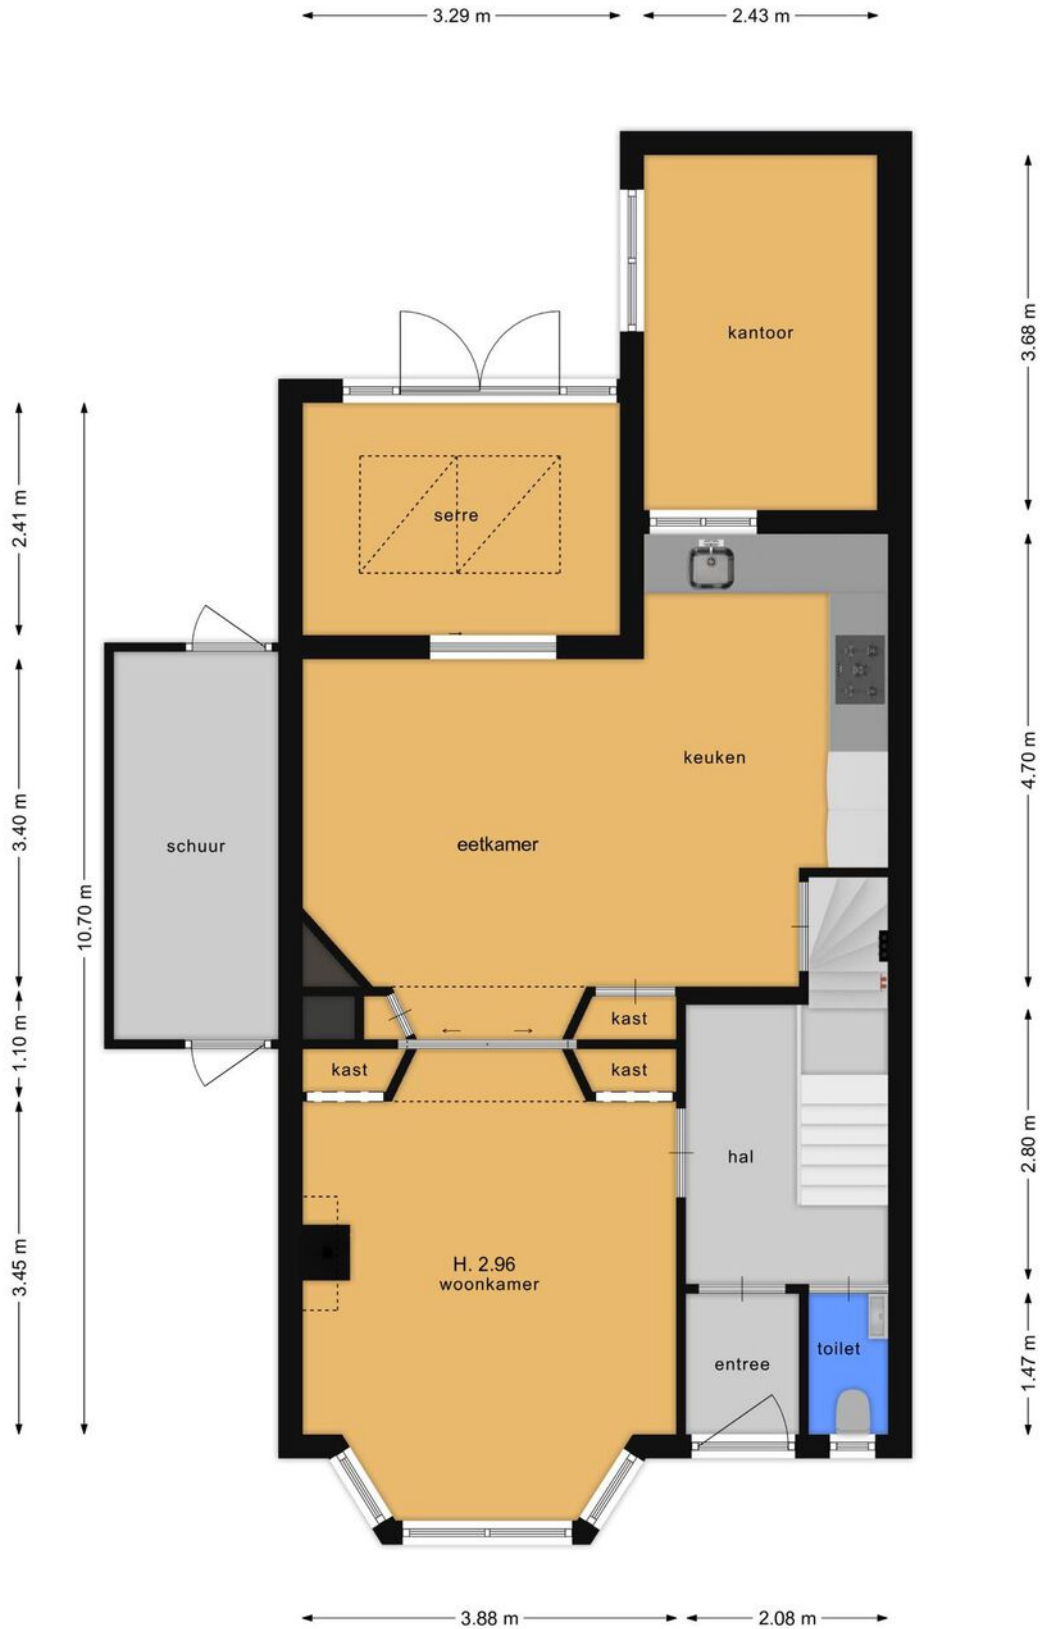 3.29 m
2.43 m
kantoor
3.68 m
serre
2.41 m
keuken
4.70 m
eetkamer
schuur
3.40 m
10.70 m
kast
1.10 m
kast
kast
hal
2.80 m
H. 2.96
woonkamer
3.45 m
entree
toilet
1.47 m
3.88 m
2.08 m